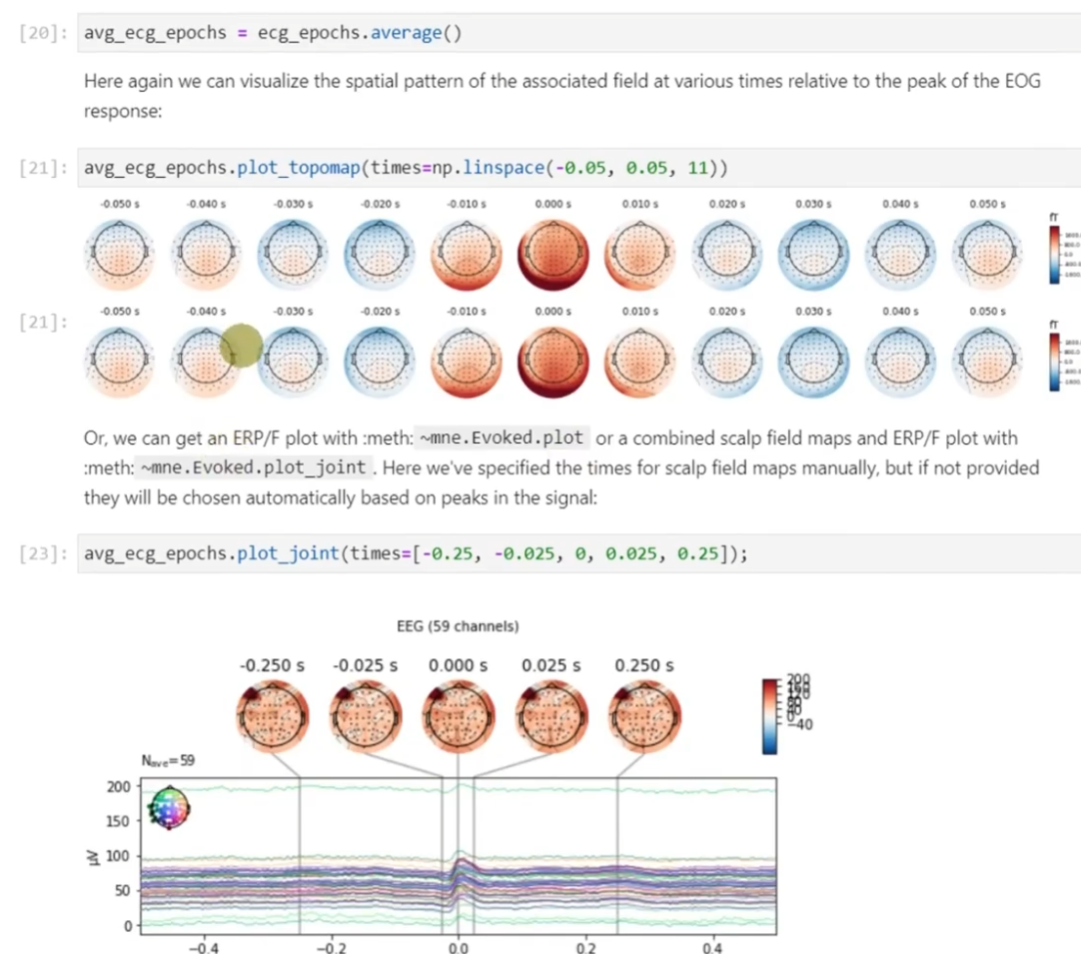 [20]: avg_ecg_epochs = ecg_epochs.average()
Here again we can visualize the spatial pattern of the associated field at various times relative to the peak of the EOG
response:
[21]: avg_ecg_epochs.plot_topomap(times=np.linspace(-0.05, 0.05, 11))
-0.050 s -0.040 s -0.030 s -0.020 s -0.010 s 0.000 s 0.010 s 0.020 s 0.030 s 0.040 s 0.050 s
fT
[21]: -0.050 s -0.040 s -0.030 s -0.020 s -0.010 s 0.000 s 0.010 s 0.020 s 0.030 s 0.040 s 0.050 s
fT
Or, we can get an ERP/F plot with :meth: ~mne.Evoked.plot or a combined scalp field maps and ERP/F plot with
:meth: ~mne.Evoked.plot_joint . Here we've specified the times for scalp field maps manually, but if not provided
they will be chosen automatically based on peaks in the signal:
[23]: avg_ecg_epochs.plot_joint(times=[-0.25, -0.025, 0, 0.025, 0.25]);
EEG (59 channels)
-0.250 s -0.025 s 0.000 s 0.025 s 0.250 s
200
−40
Nave=59
200
150
100
50
0
µV
−0.4 −0.2 0.0 0.2 0.4